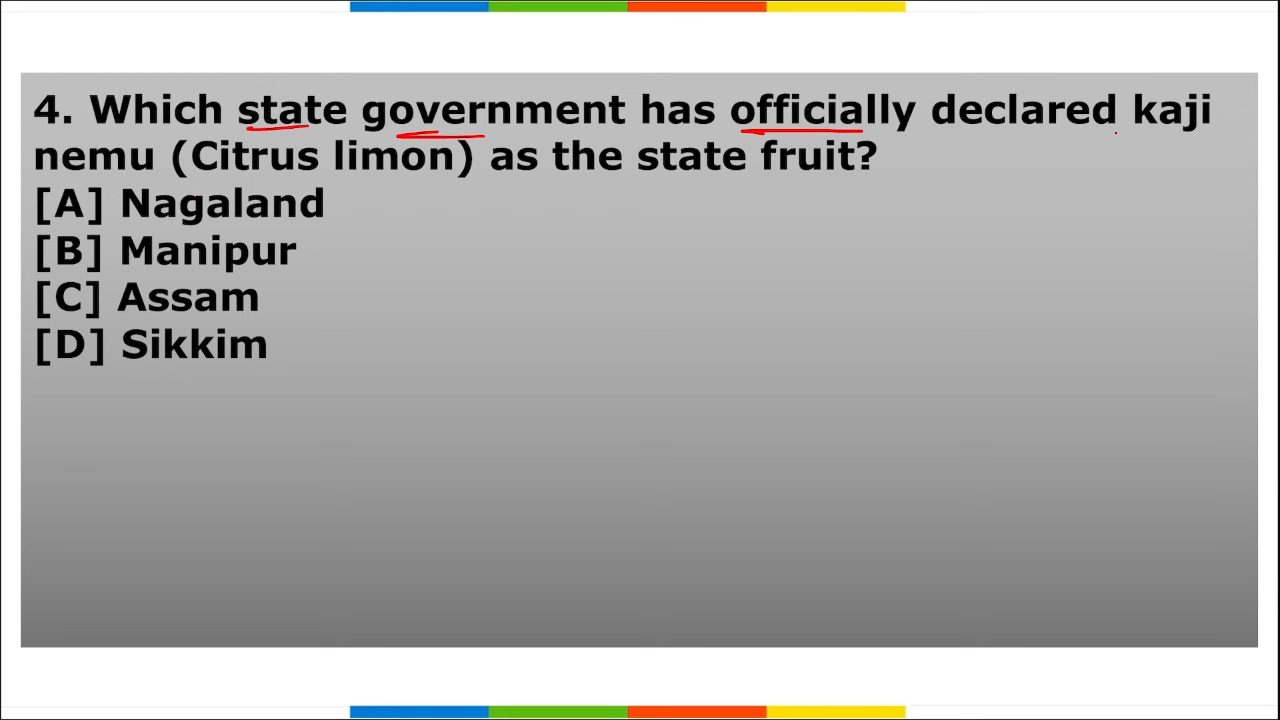 4. Which state government has officially declared kaji
nemu (Citrus limon) as the state fruit?
[A] Nagaland
[B] Manipur
[C] Assam
[D] Sikkim